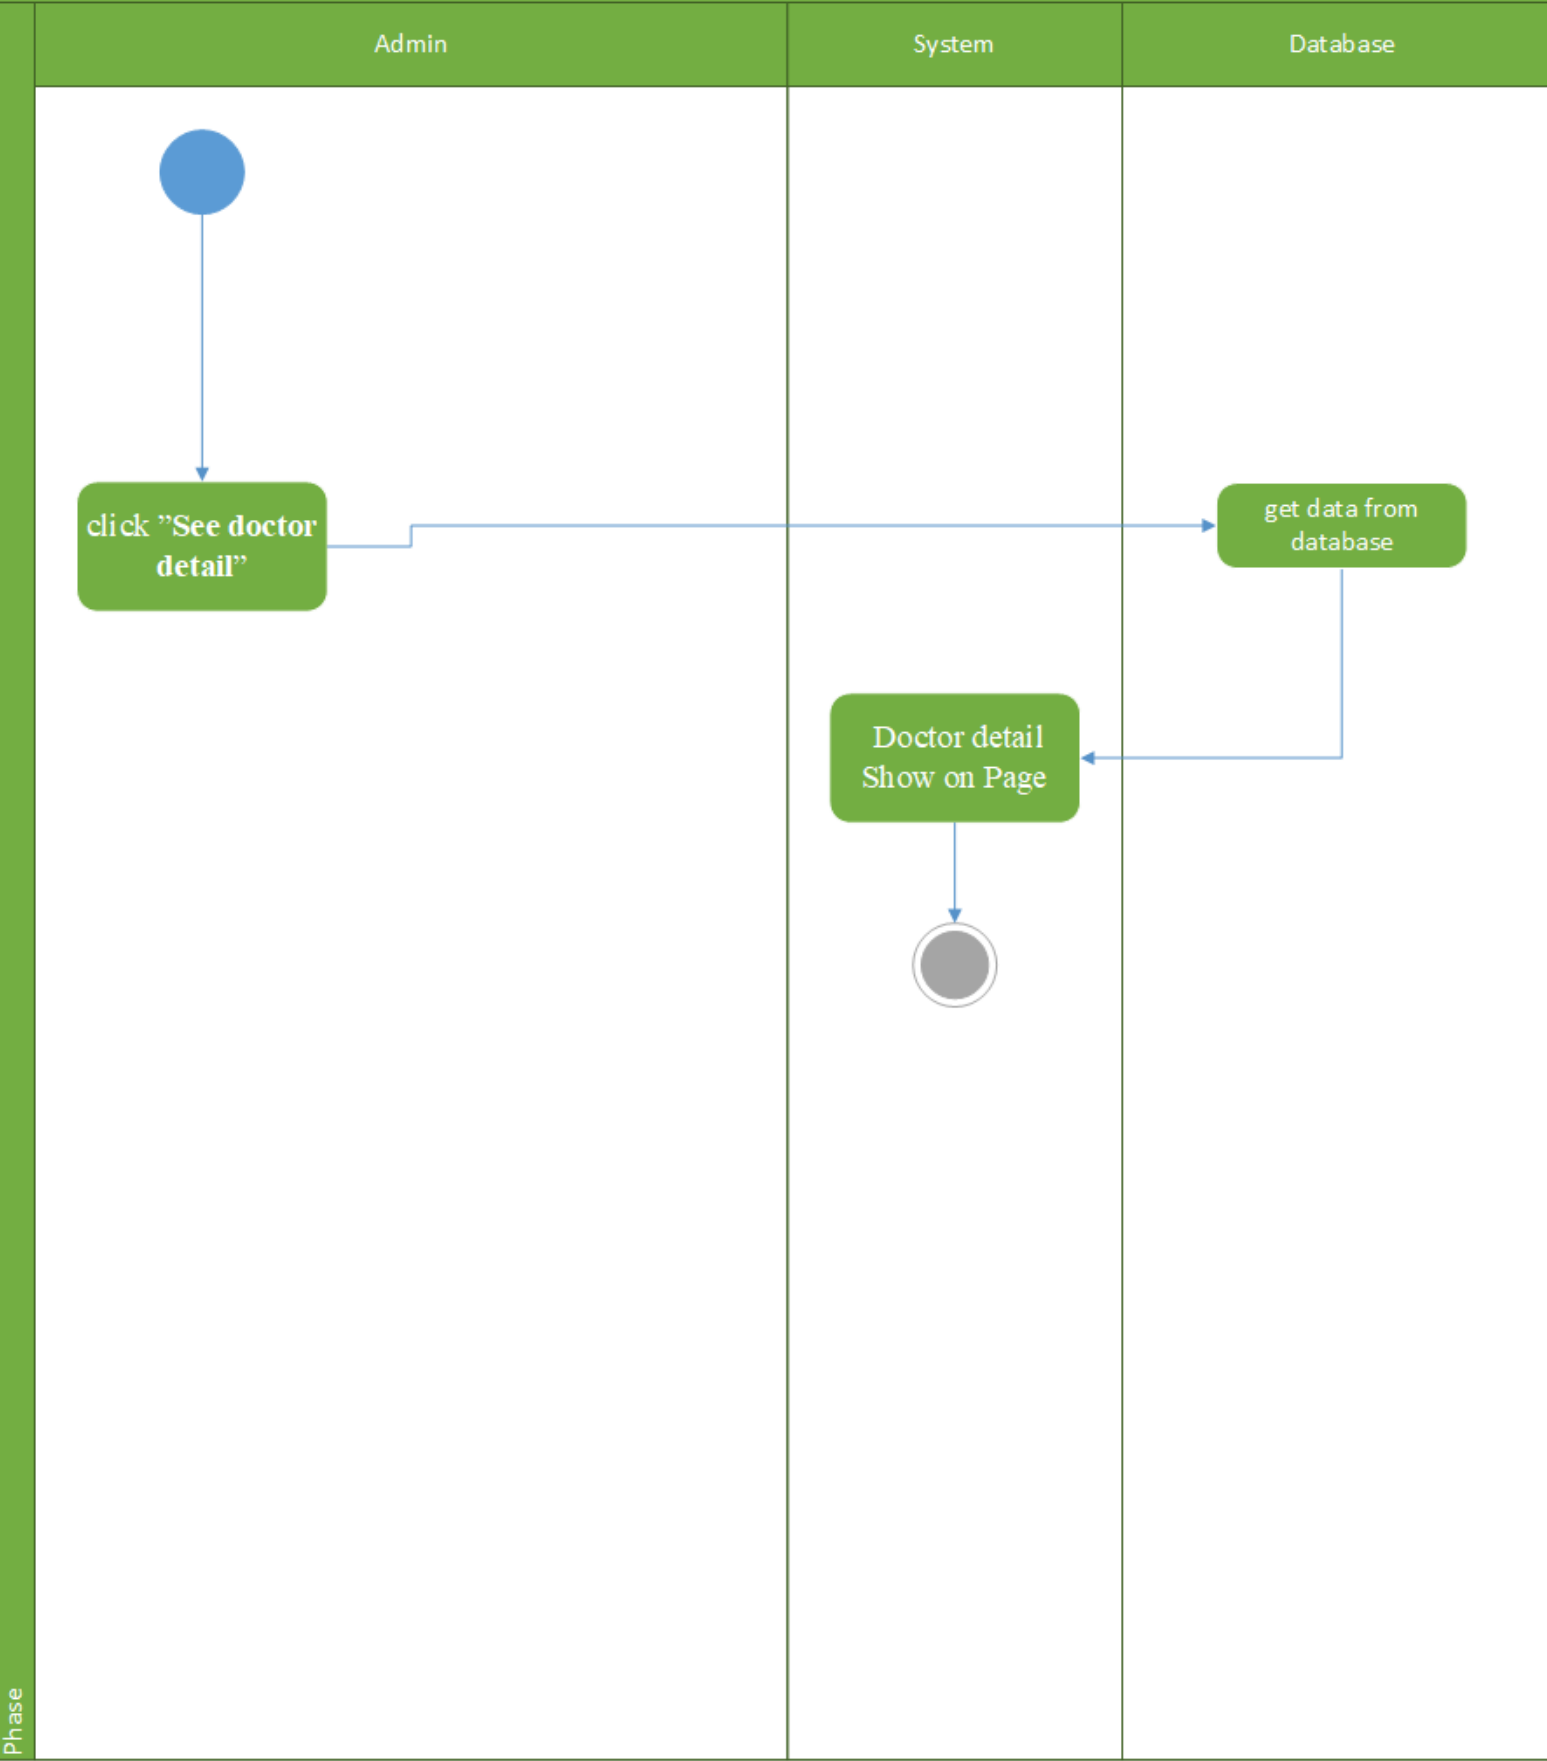 Admin
System
Database
click ”See doctor
detail”
get data from
database
Doctor detail
Show on Page
Phase